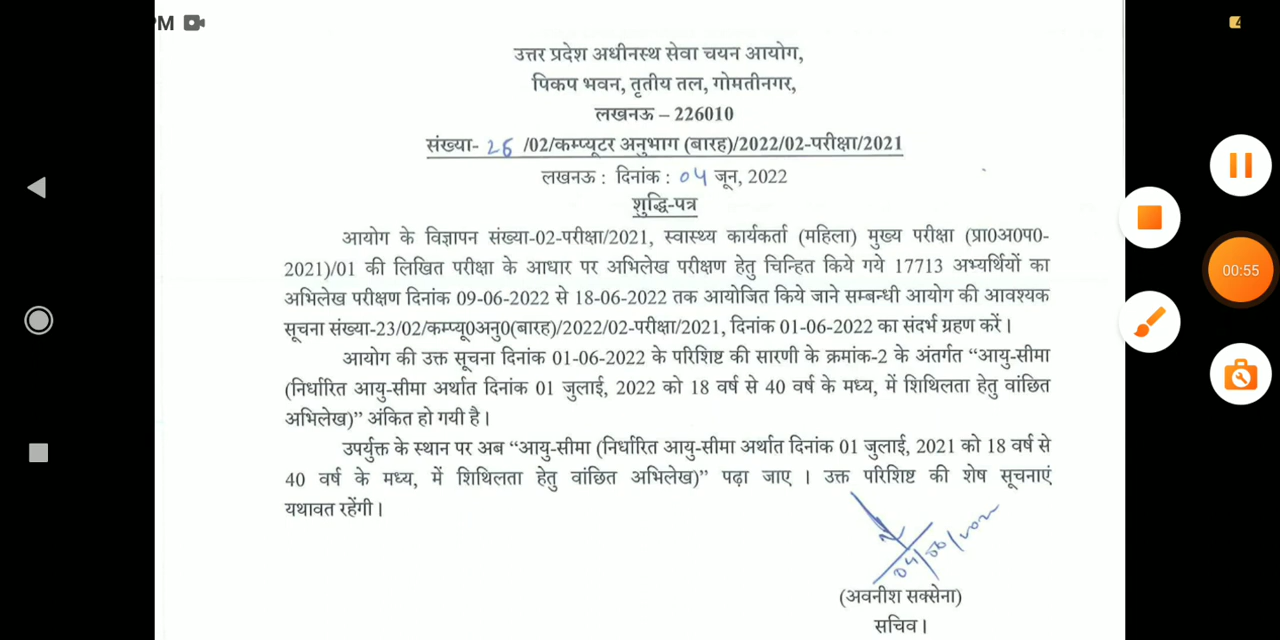 PM
4
उत्तर प्रदेश अधीनस्थ सेवा चयन आयोग,
पिकप भवन, तृतीय तल, गोमतीनगर,
लखनऊ – 226010
संख्या- 26 /02/कम्प्यूटर अनुभाग (बारह)/2022/02-परीक्षा/2021
लखनऊ : दिनांक : 04 जून, 2022
शुद्धि-पत्र
आयोग के विज्ञापन संख्या-02-परीक्षा/2021, स्वास्थ्य कार्यकर्ता (महिला) मुख्य परीक्षा (प्रा0अ0प0-
2021)/01 की लिखित परीक्षा के आधार पर अभिलेख परीक्षण हेतु चिन्हित किये गये 17713 अभ्यर्थियों का
अभिलेख परीक्षण दिनांक 09-06-2022 से 18-06-2022 तक आयोजित किये जाने सम्बन्धी आयोग की आवश्यक
सूचना संख्या-23/02/कम्प्यू0अनु0(बारह)/2022/02-परीक्षा/2021, दिनांक 01-06-2022 का संदर्भ ग्रहण करें।
आयोग की उक्त सूचना दिनांक 01-06-2022 के परिशिष्ट की सारणी के क्रमांक-2 के अंतर्गत “आयु-सीमा
(निर्धारित आयु-सीमा अर्थात दिनांक 01 जुलाई, 2022 को 18 वर्ष से 40 वर्ष के मध्य, में शिथिलता हेतु वांछित
अभिलेख)” अंकित हो गयी है।
उपर्युक्त के स्थान पर अब “आयु-सीमा (निर्धारित आयु-सीमा अर्थात दिनांक 01 जुलाई, 2021 को 18 वर्ष से
40 वर्ष के मध्य, में शिथिलता हेतु वांछित अभिलेख)” पढ़ा जाए । उक्त परिशिष्ट की शेष सूचनाएं
यथावत रहेंगी।
04/06/2022
(अवनीश सक्सेना)
सचिव।
00:55